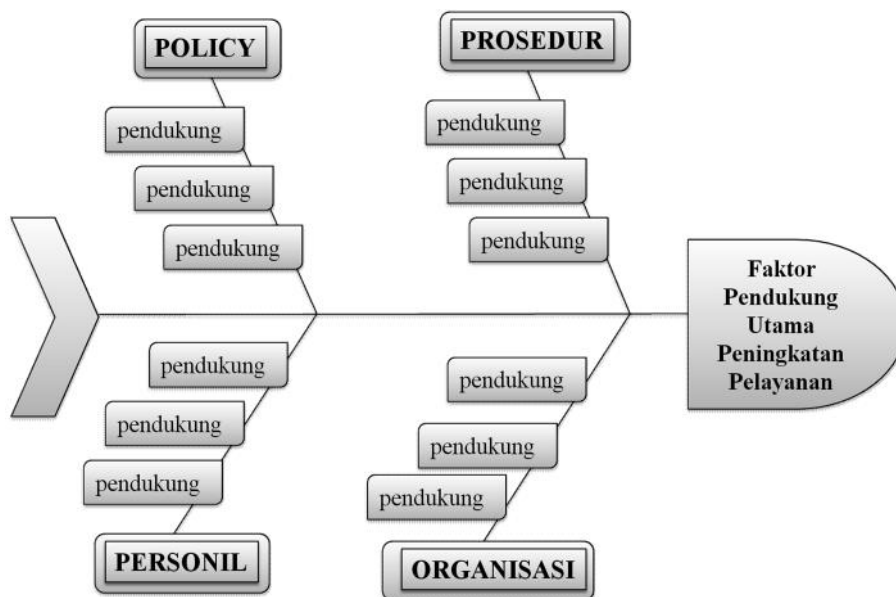 POLICY
PROSEDUR
pendukung
pendukung
pendukung
pendukung
pendukung
pendukung
Faktor
Pendukung
Utama
Peningkatan
Pelayanan
pendukung
pendukung
pendukung
pendukung
pendukung
pendukung
PERSONIL
ORGANISASI